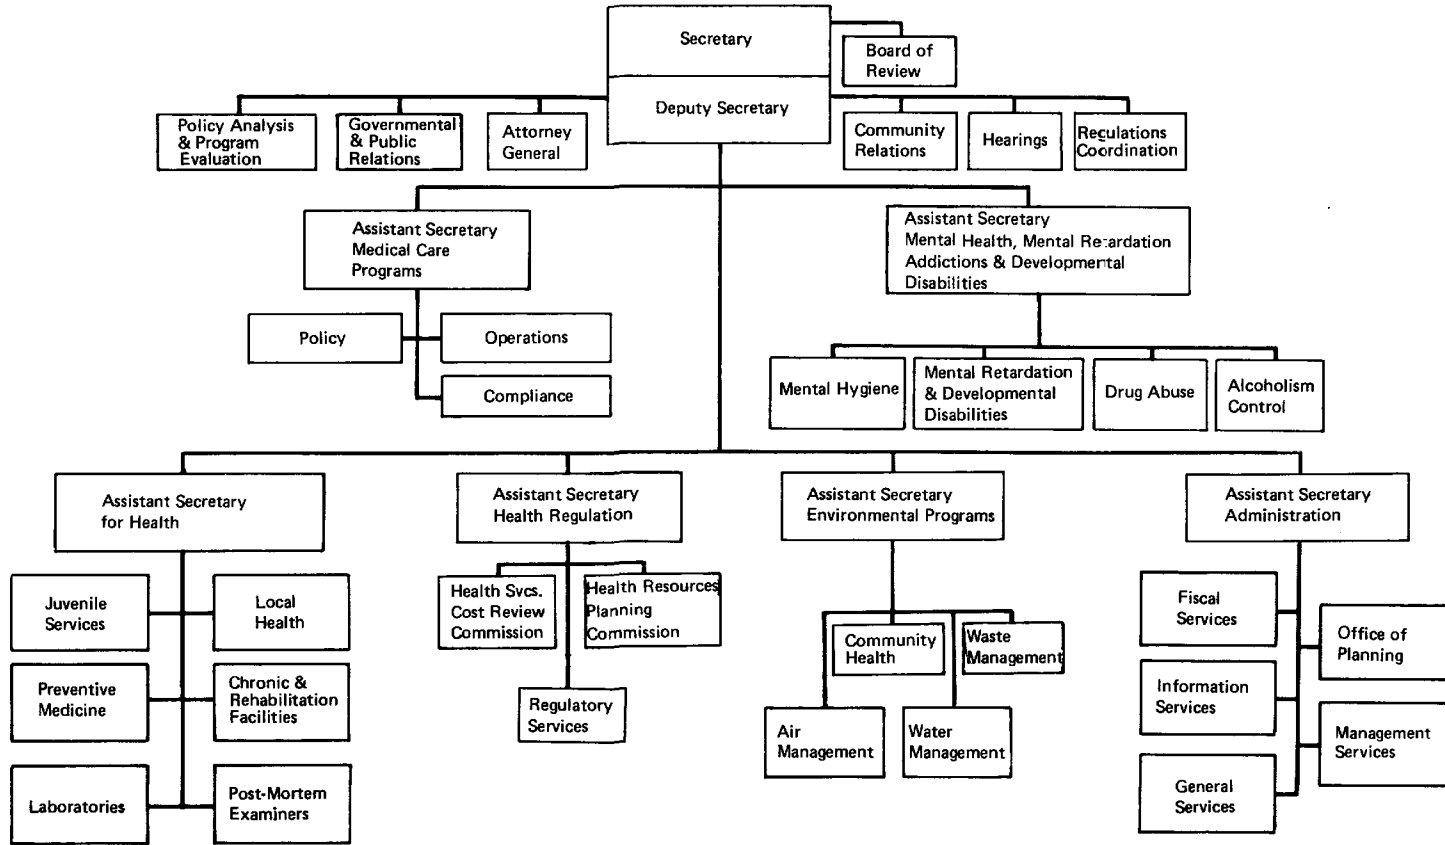 Secretary
Board of
Review
Deputy Secretary
Policy Analysis
& Program
Evaluation
Governmental
& Public
Relations
Attorney
General
Community
Relations
Hearings
Regulations
Coordination
Assistant Secretary
Medical Care
Programs
Assistant Secretary
Mental Health, Mental Retardation
Addictions & Developmental
Disabilities
Policy
Operations
Compliance
Mental Hygiene
Mental Retardation
& Developmental
Disabilities
Drug Abuse
Alcoholism
Control
Assistant Secretary
for Health
Assistant Secretary
Health Regulation
Assistant Secretary
Environmental Programs
Assistant Secretary
Administration
Juvenile
Services
Local
Health
Preventive
Medicine
Chronic &
Rehabilitation
Facilities
Laboratories
Post-Mortem
Examiners
Health Svcs.
Cost Review
Commission
Health Resources
Planning
Commission
Regulatory
Services
Community
Health
Waste
Management
Air
Management
Water
Management
Fiscal
Services
Office of
Planning
Information
Services
Management
Services
General
Services